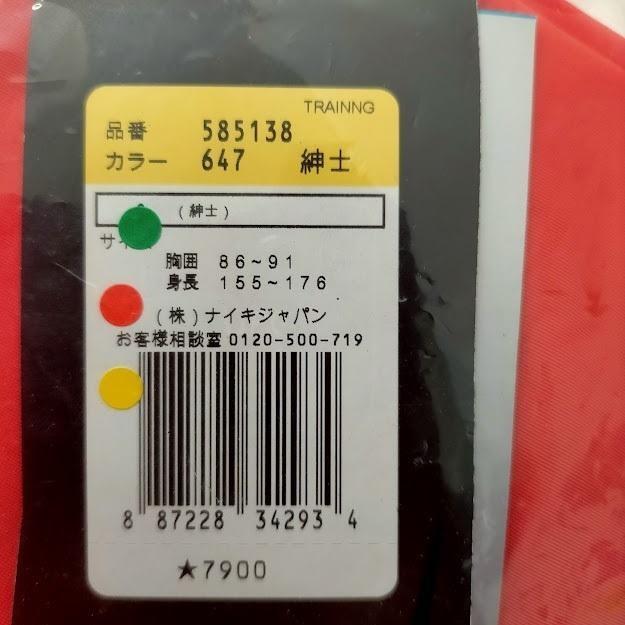 TRAINNG
品番 585138
カラー 647 紳士
(紳士)
サイ
胸囲 86~91
身長 155~176
(株)ナイキジャパン
お客様相談室 0120-500-719
8 87228 34293 4
★7900